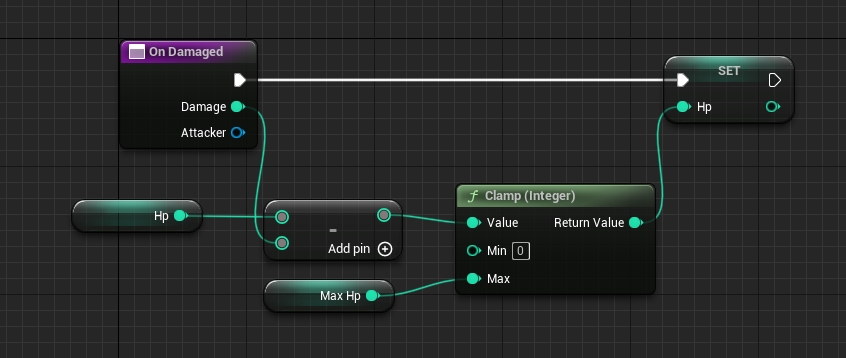 On Damaged
SET
Damage
Hp
Attacker
Clamp (Integer)
Hp
Value
Return Value
-
Add pin
Min 0
Max Hp
Max